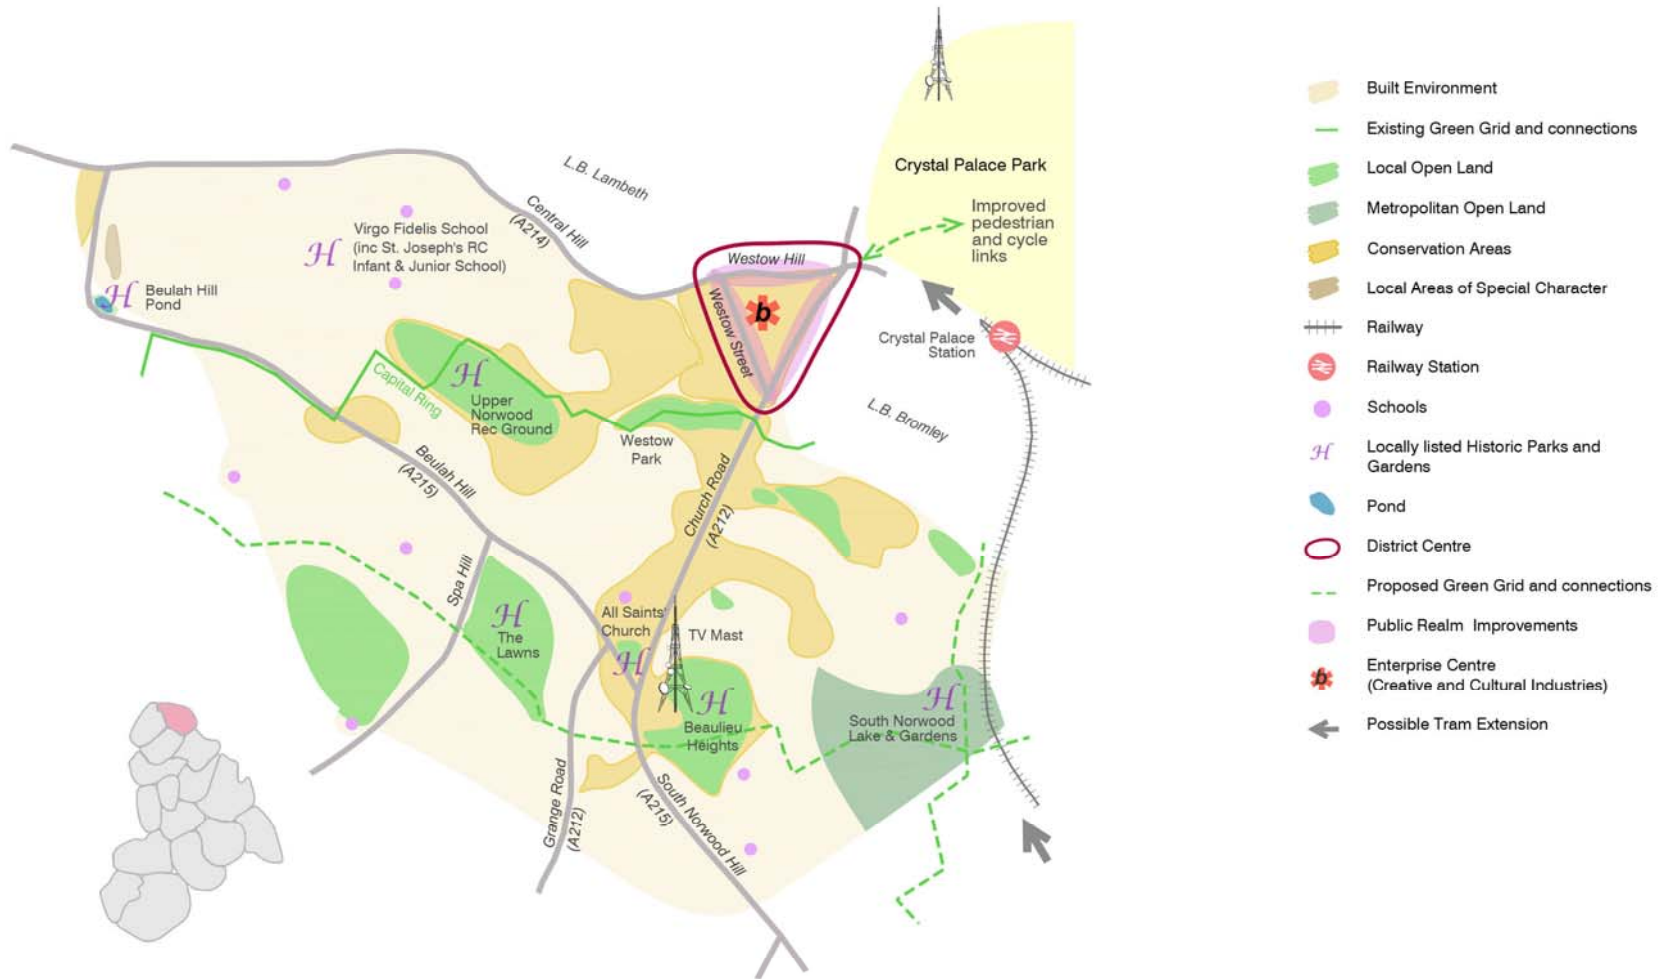 Crystal Palace Park
Improved
pedestrian
and cycle
links
L.B. Lambeth
Central Hill
(A214)
Virgo Fidelis School
(inc St. Joseph's RC
Infant & Junior School)
H
H
Beulah Hill
Pond
Westow Hill
Westow Street
b
Crystal Palace
Station
L.B. Bromley
Capital Ring
H
Upper
Norwood
Rec Ground
Westow
Park
Beulah Hill
(A215)
Church Road
(A212)
Spa Hill
H
The
Lawns
All Saints'
Church
H
TV Mast
H
Beaulieu
Heights
H
South Norwood
Lake & Gardens
Grange Road
(A212)
South Norwood Hill
(A215)
Built Environment
Existing Green Grid and connections
Local Open Land
Metropolitan Open Land
Conservation Areas
Local Areas of Special Character
Railway
Railway Station
Schools
H
Locally listed Historic Parks and
Gardens
Pond
District Centre
Proposed Green Grid and connections
Public Realm Improvements
b
Enterprise Centre
(Creative and Cultural Industries)
Possible Tram Extension